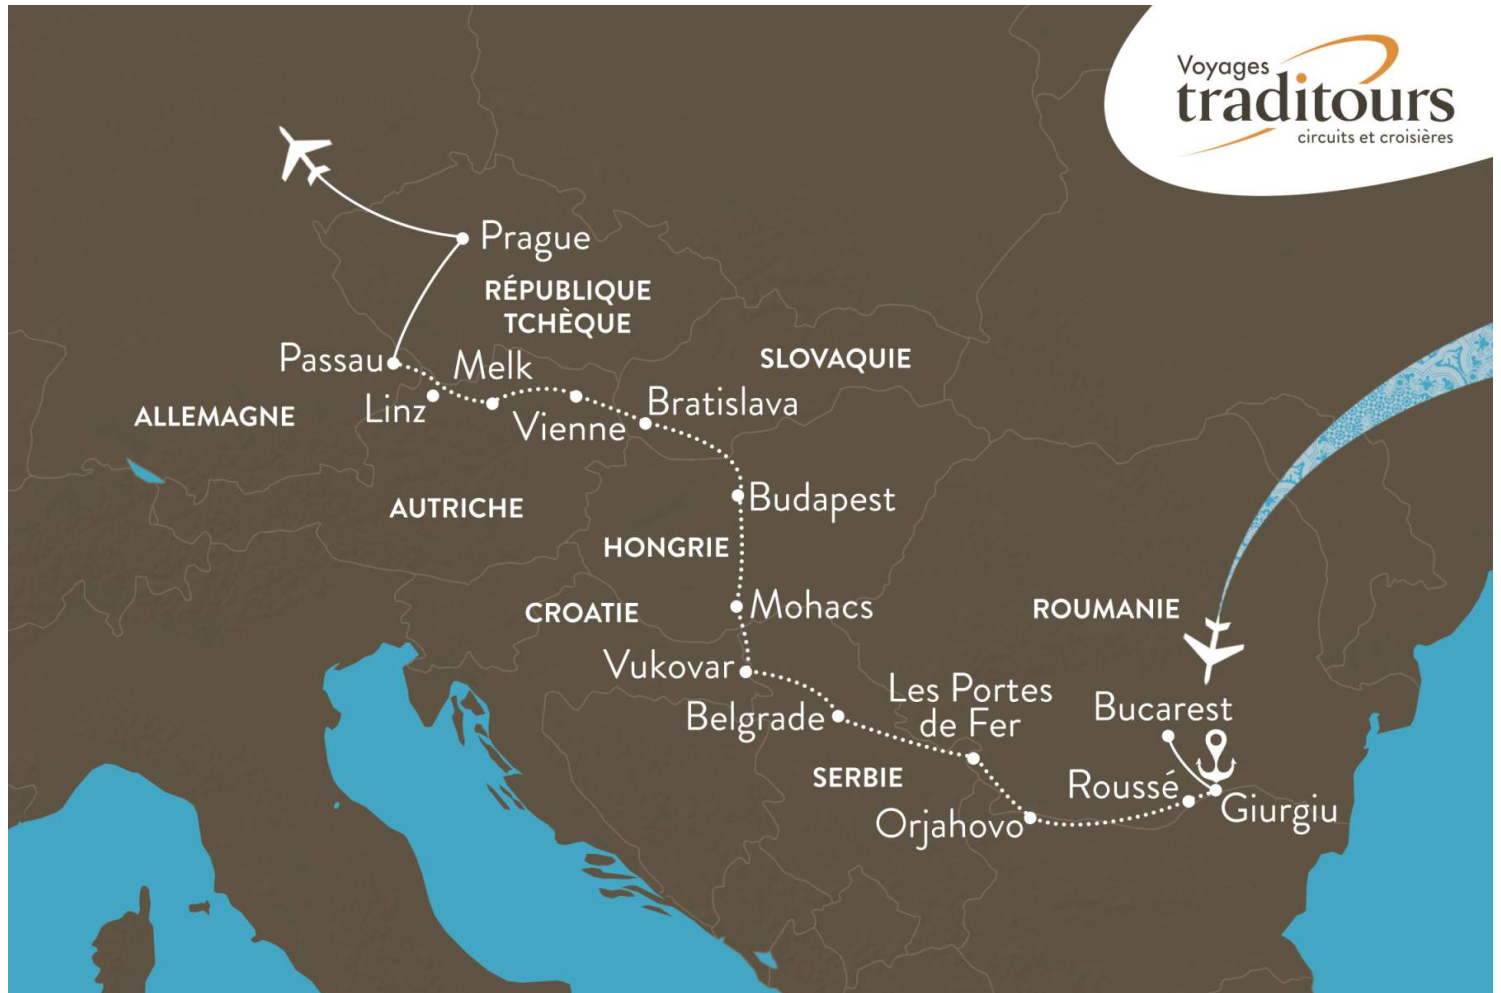 Voyages
traditours
circuits et croisières
Prague
RÉPUBLIQUE
TCHÈQUE
Passau
Melk
SLOVAQUIE
Linz
Bratislava
ALLEMAGNE
Vienne
Budapest
AUTRICHE
HONGRIE
Mohacs
CROATIE
ROUMANIE
Vukovar
Les Portes
de Fer
Belgrade
Bucarest
SERBIE
Roussé
Giurgiu
Orjahovo